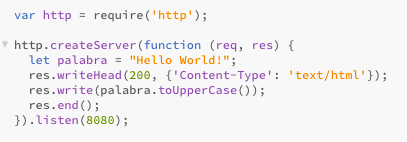 var http = require('http');
http.createServer(function (req, res) {
let palabra = "Hello World!";
res.writeHead(200, {'Content-Type': 'text/html'});
res.write(palabra.toUpperCase());
res.end();
}).listen(8080);